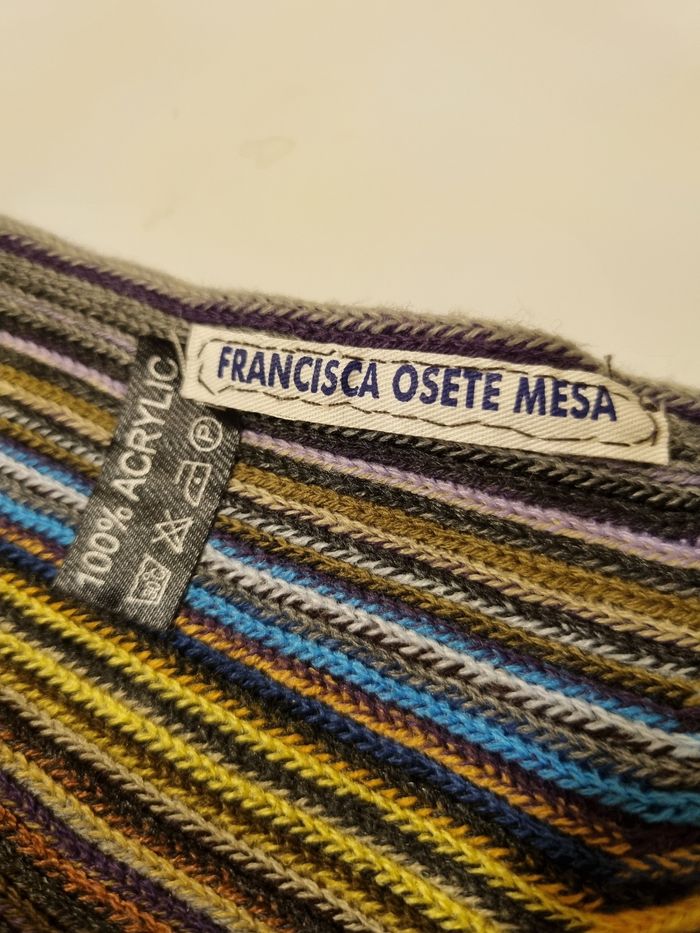 FRANCISCA OSETE MESA
100% ACRYLIC
P